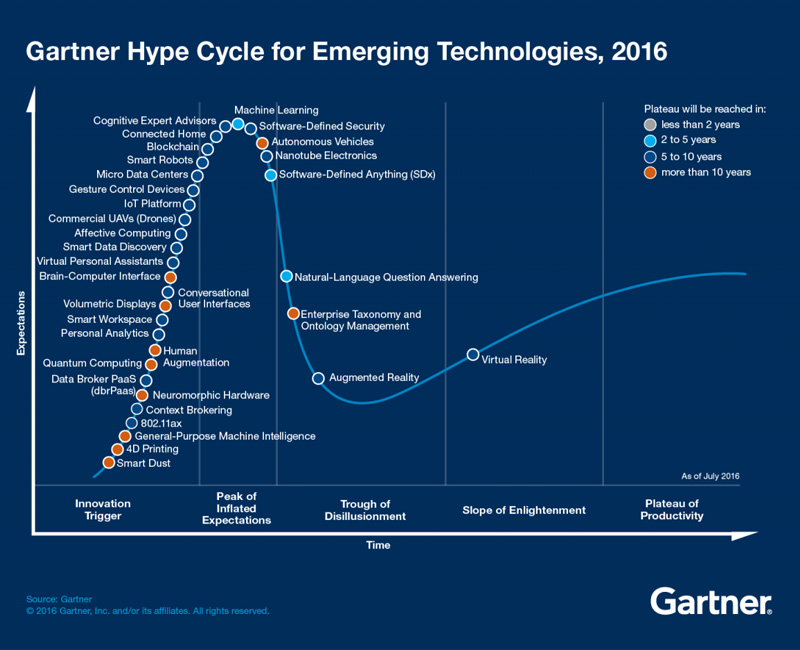 Gartner Hype Cycle for Emerging Technologies, 2016
Plateau will be reached in:
less than 2 years
2 to 5 years
5 to 10 years
more than 10 years
Expectations
Machine Learning
Cognitive Expert Advisors
Software-Defined Security
Connected Home
Autonomous Vehicles
Blockchain
Nanotube Electronics
Smart Robots
Micro Data Centers
Software-Defined Anything (SDx)
Gesture Control Devices
IoT Platform
Commercial UAVs (Drones)
Affective Computing
Smart Data Discovery
Virtual Personal Assistants
Brain-Computer Interface
Natural-Language Question Answering
Conversational
User Interfaces
Volumetric Displays
Enterprise Taxonomy and
Ontology Management
Smart Workspace
Personal Analytics
Human
Augmentation
Virtual Reality
Quantum Computing
Augmented Reality
Data Broker PaaS
(dbrPaas)
Neuromorphic Hardware
Context Brokering
802.11ax
General-Purpose Machine Intelligence
4D Printing
Smart Dust
As of July 2016
Innovation
Trigger
Peak of
Inflated
Expectations
Trough of
Disillusionment
Slope of Enlightenment
Plateau of
Productivity
Time
Source: Gartner
© 2016 Gartner, Inc. and/or its affiliates. All rights reserved.
Gartner®